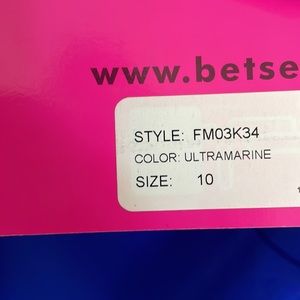 www.betse
STYLE: FM03K34
COLOR: ULTRAMARINE
SIZE: 10